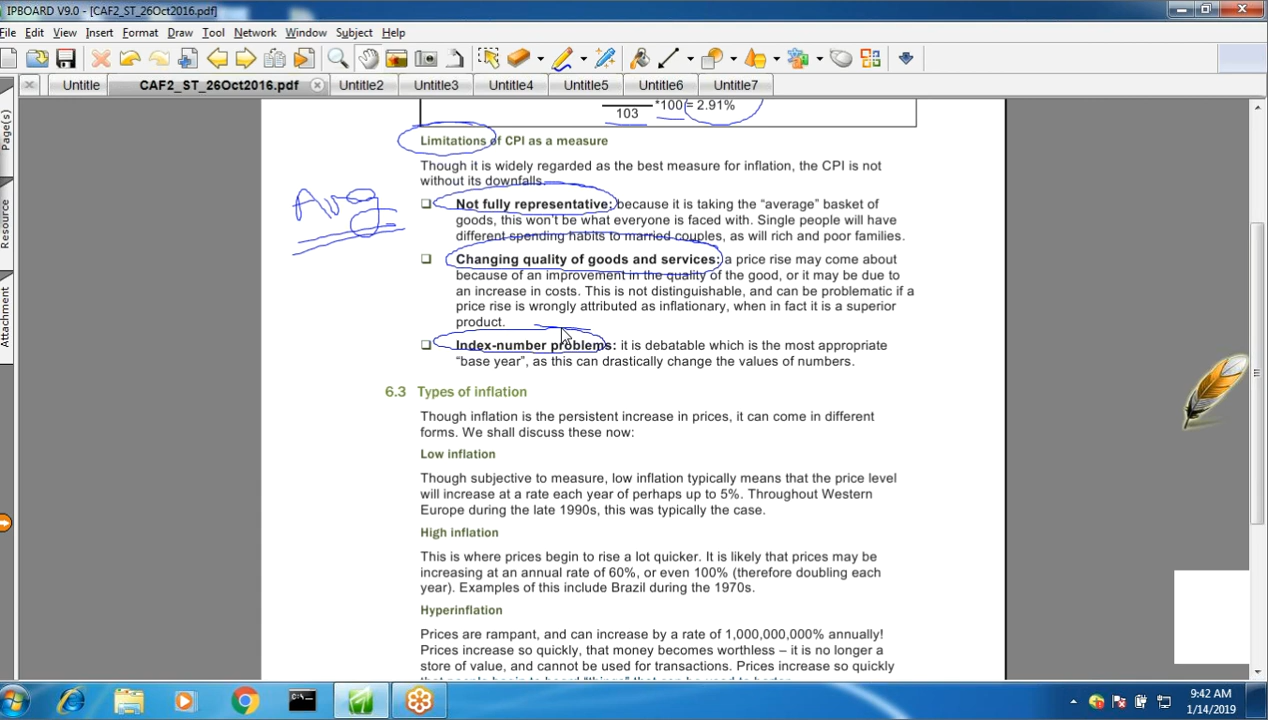 IPBOARD V9.0 - [CAF2_ST_26Oct2016.pdf]
File Edit View Insert Format Draw Tool Network Window Subject Help
Untitle CAF2_ST_26Oct2016.pdf Untitle2 Untitle3 Untitle4 Untitle5 Untitle6 Untitle7
Page(s)
Resource
Attachment
*100 = 2.91%
103
Limitations of CPI as a measure
Though it is widely regarded as the best measure for inflation, the CPI is not
without its downfalls.
Avg
Not fully representative: because it is taking the “average” basket of
goods, this won’t be what everyone is faced with. Single people will have
different spending habits to married couples, as will rich and poor families.
Changing quality of goods and services: a price rise may come about
because of an improvement in the quality of the good, or it may be due to
an increase in costs. This is not distinguishable, and can be problematic if a
price rise is wrongly attributed as inflationary, when in fact it is a superior
product.
Index-number problems: it is debatable which is the most appropriate
“base year”, as this can drastically change the values of numbers.
6.3 Types of inflation
Though inflation is the persistent increase in prices, it can come in different
forms. We shall discuss these now:
Low inflation
Though subjective to measure, low inflation typically means that the price level
will increase at a rate each year of perhaps up to 5%. Throughout Western
Europe during the late 1990s, this was typically the case.
High inflation
This is where prices begin to rise a lot quicker. It is likely that prices may be
increasing at an annual rate of 60%, or even 100% (therefore doubling each
year). Examples of this include Brazil during the 1970s.
Hyperinflation
Prices are rampant, and can increase by a rate of 1,000,000,000% annually!
Prices increase so quickly, that money becomes worthless – it is no longer a
store of value, and cannot be used for transactions. Prices increase so quickly
9:42 AM
1/14/2019